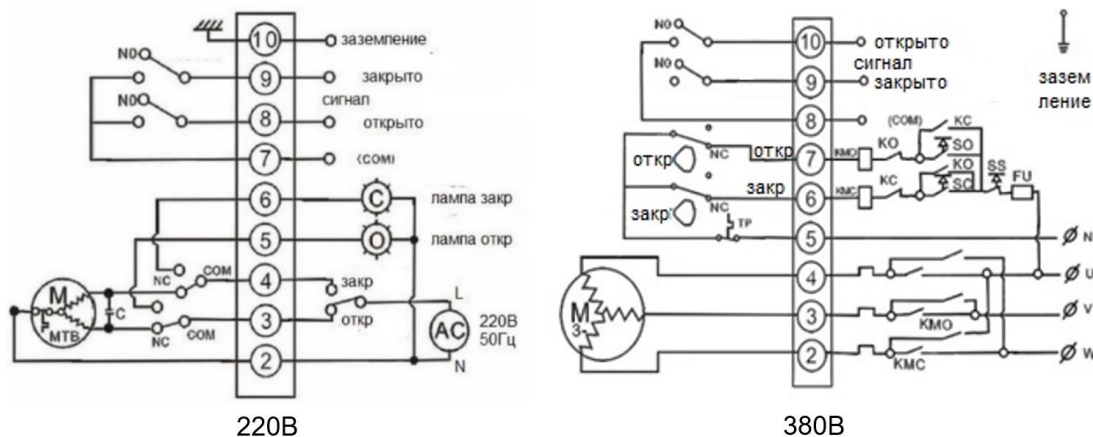 10 заземление
NO 9 закрыто
сигнал
NO 8 открыто
7 (COM)
6 C лампа закр
5 O лампа откр
NC COM 4 закр
L
M C
MTB
NC COM 3 откр
AC 220В
50Гц
2 N
220В
NO 10 открыто
сигнал
NO 9 закрыто
зазем
ление
8 (COM) KC
откр NC откр 7 KMO KO SO
KO SS FU
закр NC закр 6 KMC KC SO
TP 5 N
4 U
M
3~ 3 V
KMO
2 W
KMC
380В